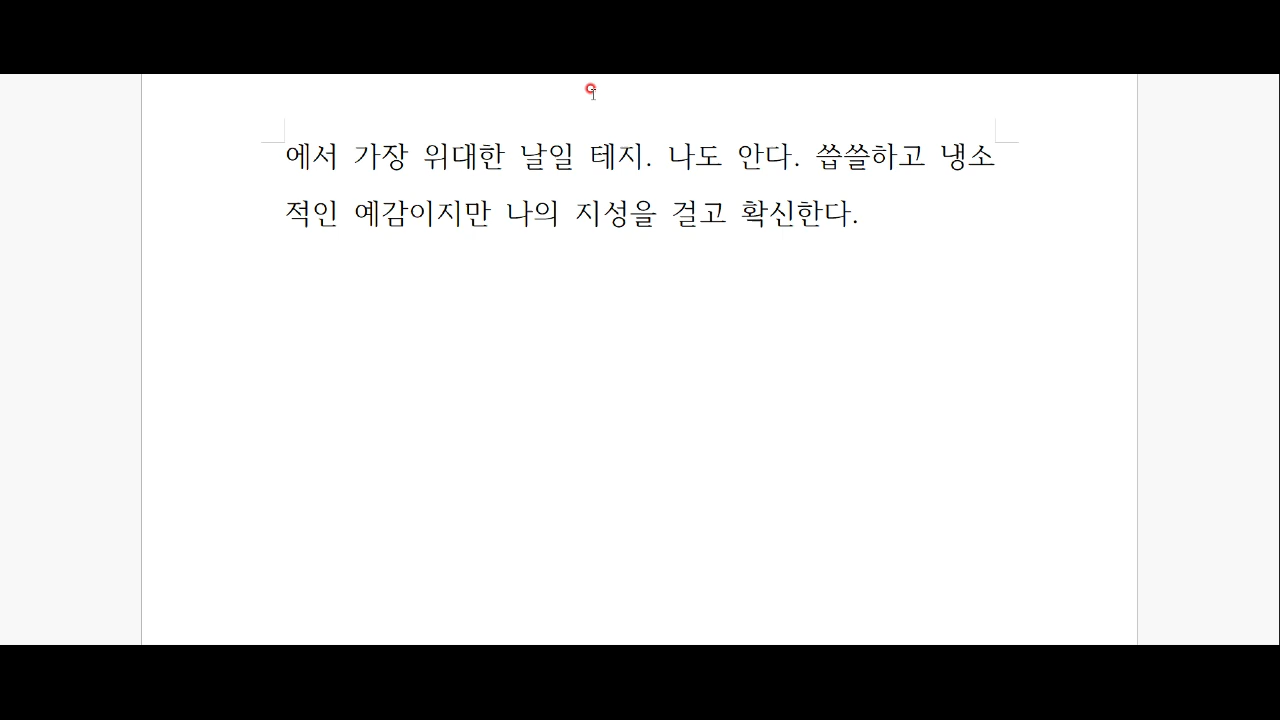 에서 가장 위대한 날일 테지. 나도 안다. 씁쓸하고 냉소
적인 예감이지만 나의 지성을 걸고 확신한다.